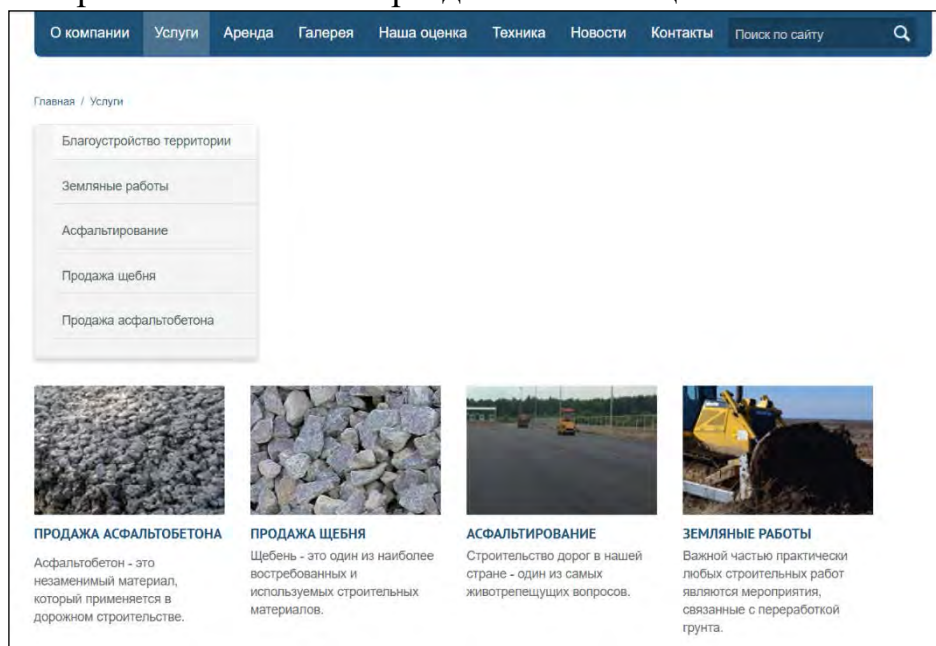 О компании Услуги Аренда Галерея Наша оценка Техника Новости Контакты Поиск по сайту
Главная / Услуги
Благоустройство территории
Земляные работы
Асфальтирование
Продажа щебня
Продажа асфальтобетона
ПРОДАЖА АСФАЛЬТОБЕТОНА
Асфальтобетон - это
незаменимый материал,
который применяется в
дорожном строительстве.
ПРОДАЖА ЩЕБНЯ
Щебень - это один из наиболее
востребованных и
используемых строительных
материалов.
АСФАЛЬТИРОВАНИЕ
Строительство дорог в нашей
стране - один из самых
животрепещущих вопросов.
ЗЕМЛЯНЫЕ РАБОТЫ
Важной частью практически
любых строительных работ
являются мероприятия,
связанные с переработкой
грунта.